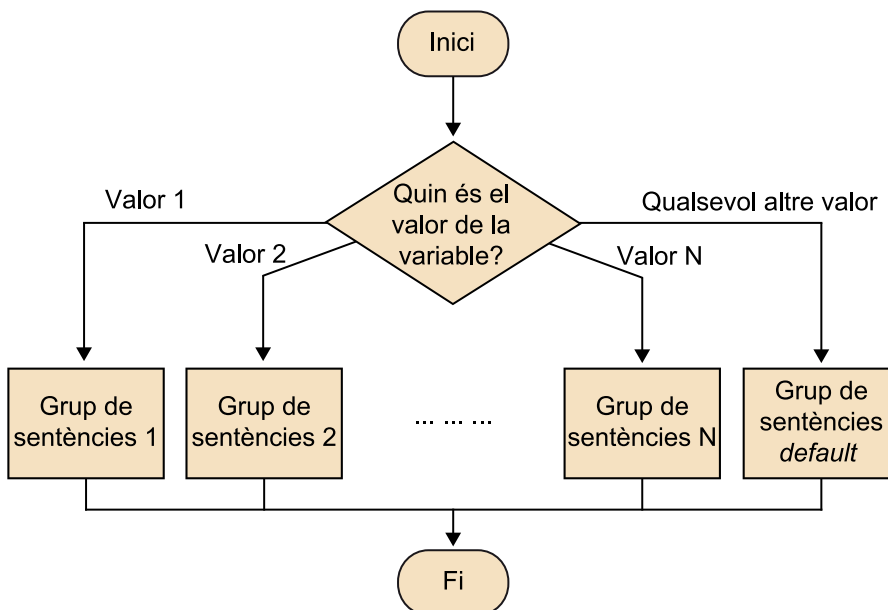 Inici
Quin és el
valor de la
variable?
Valor 1
Valor 2
Valor N
Qualsevol altre valor
Grup de
sentències 1
Grup de
sentències 2
... ... ...
Grup de
sentències N
Grup de
sentències
default
Fi